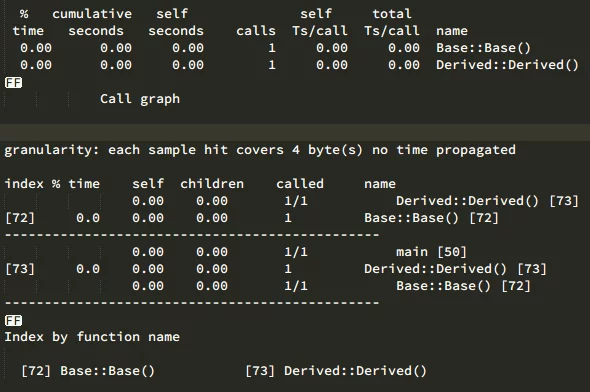 %   cumulative   self              self     total
 time   seconds   seconds    calls  Ts/call  Ts/call  name
  0.00      0.00     0.00        1     0.00     0.00  Base::Base()
  0.00      0.00     0.00        1     0.00     0.00  Derived::Derived()
FF
            Call graph
granularity: each sample hit covers 4 byte(s) no time propagated
index % time    self  children    called     name
                0.00    0.00       1/1           Derived::Derived() [73]
[72]     0.0    0.00    0.00       1         Base::Base() [72]
-----------------------------------------------
                0.00    0.00       1/1           main [50]
[73]     0.0    0.00    0.00       1         Derived::Derived() [73]
                0.00    0.00       1/1           Base::Base() [72]
-----------------------------------------------
FF
Index by function name
  [72] Base::Base()           [73] Derived::Derived()